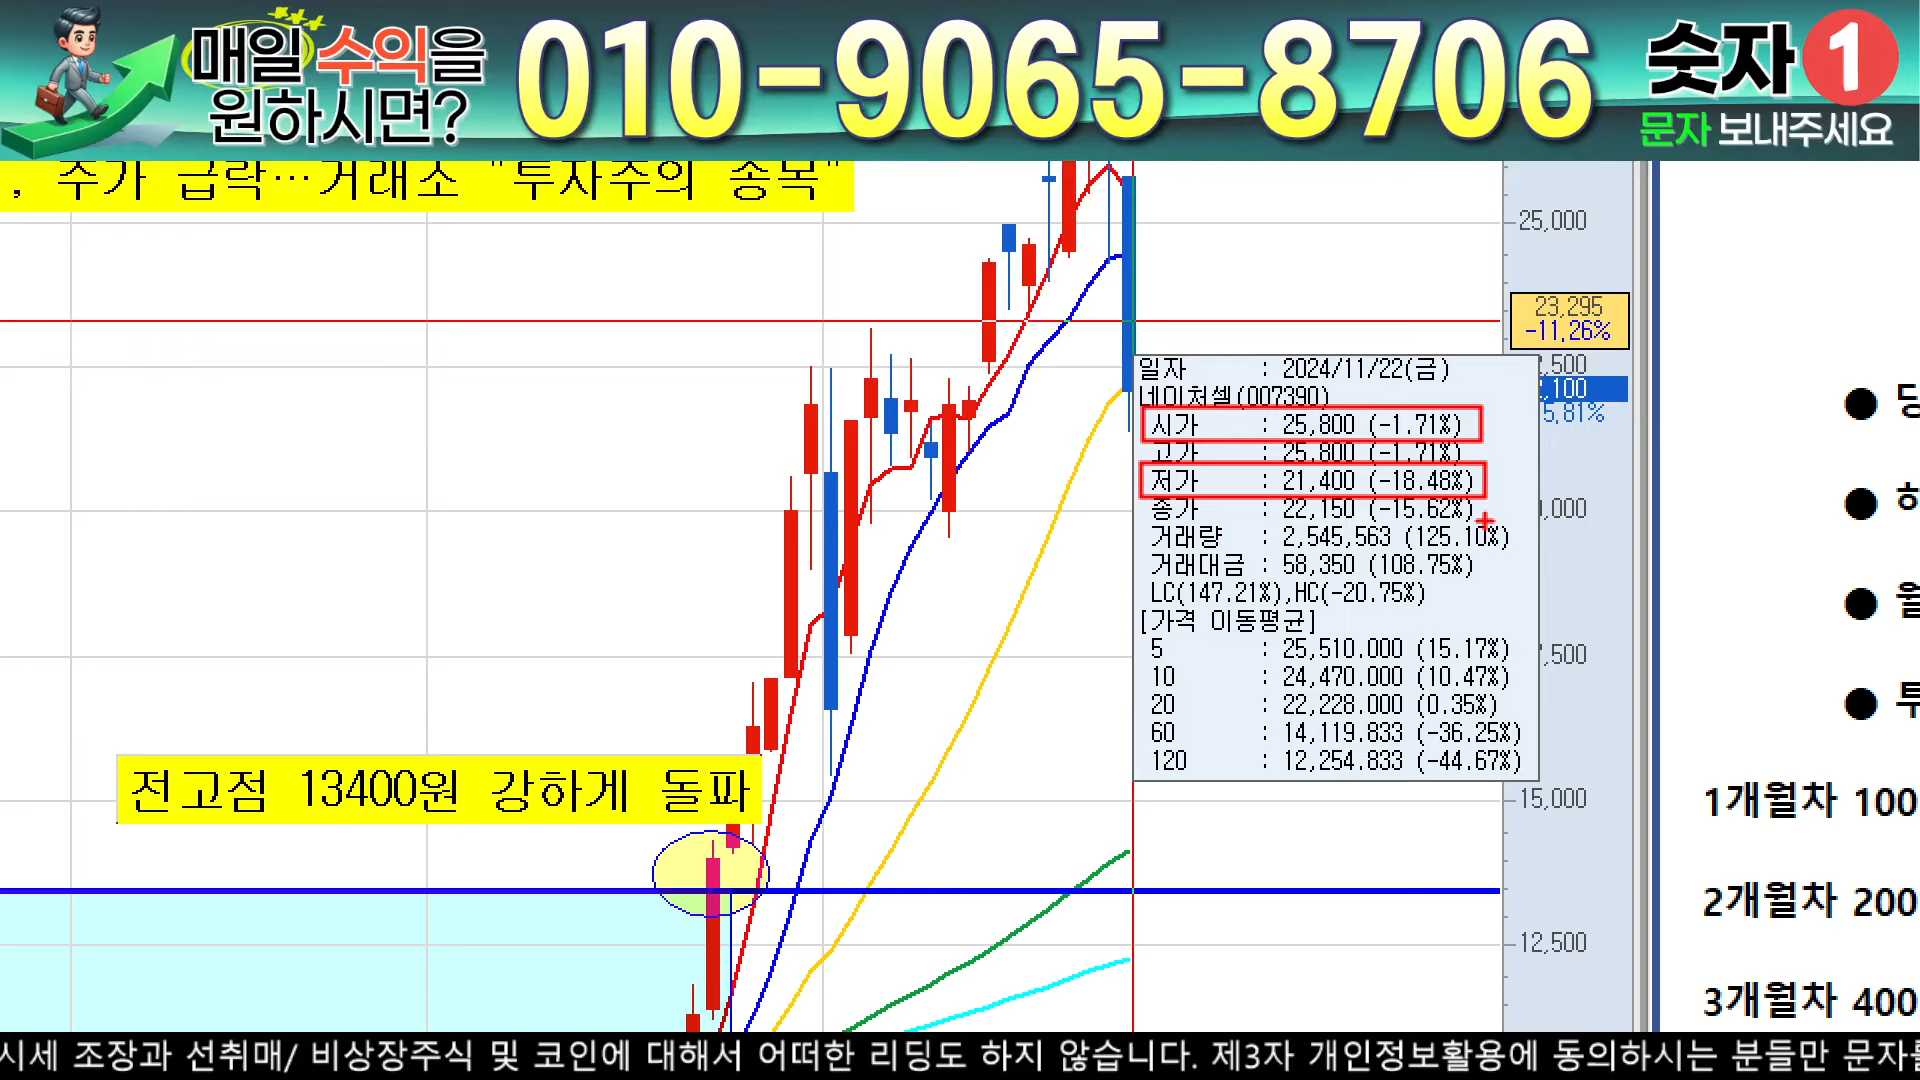 매일 수익을
원하시면?
010-9065-8706
숫자 1
문자 보내주세요
, 주가 급락…거래소 "투자주의 종목"
25,000
23,295
-11.26%
일자 : 2024/11/22(금)
네이처셀(007390)
시가 : 25,800 (-1.71%)
고가 : 25,800 (-1.71%)
저가 : 21,400 (-18.48%)
종가 : 22,150 (-15.62%)
거래량 : 2,545,563 (125.10%)
거래대금 : 58,350 (108.75%)
LC(147.21%),HC(-20.75%)
[가격 이동평균]
5 : 25,510.000 (15.17%)
10 : 24,470.000 (10.47%)
20 : 22,228.000 (0.35%)
60 : 14,119.833 (-36.25%)
120 : 12,254.833 (-44.67%)
,500
,100
5,81%
,000
,500
15,000
12,500
전고점 13400원 강하게 돌파
1개월차 100
2개월차 200
3개월차 400
시세 조장과 선취매/ 비상장주식 및 코인에 대해서 어떠한 리딩도 하지 않습니다. 제3자 개인정보활용에 동의하시는 분들만 문자를